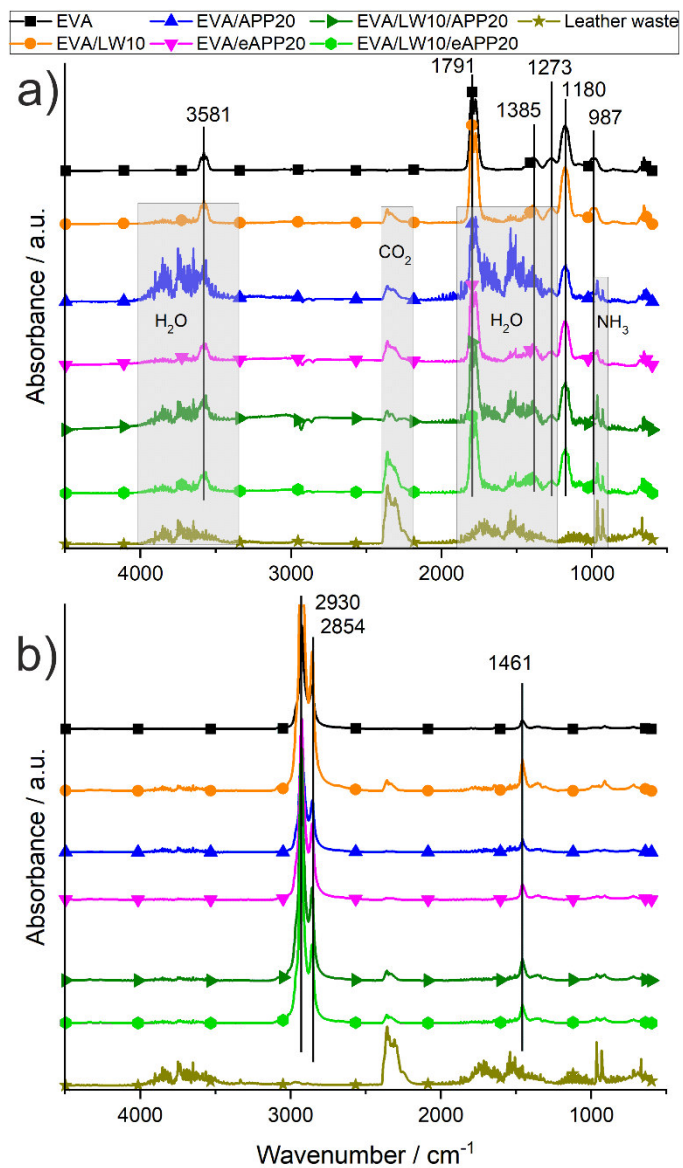 EVA EVA/APP20 EVA/LW10/APP20 Leather waste
EVA/LW10 EVA/eAPP20 EVA/LW10/eAPP20
a)
1791 1273
1180
3581 1385 987
CO₂
H₂O H₂O NH₃
Absorbance / a.u.
4000 3000 2000 1000
b)
2930
2854
1461
Absorbance / a.u.
4000 3000 2000 1000
Wavenumber / cm⁻¹